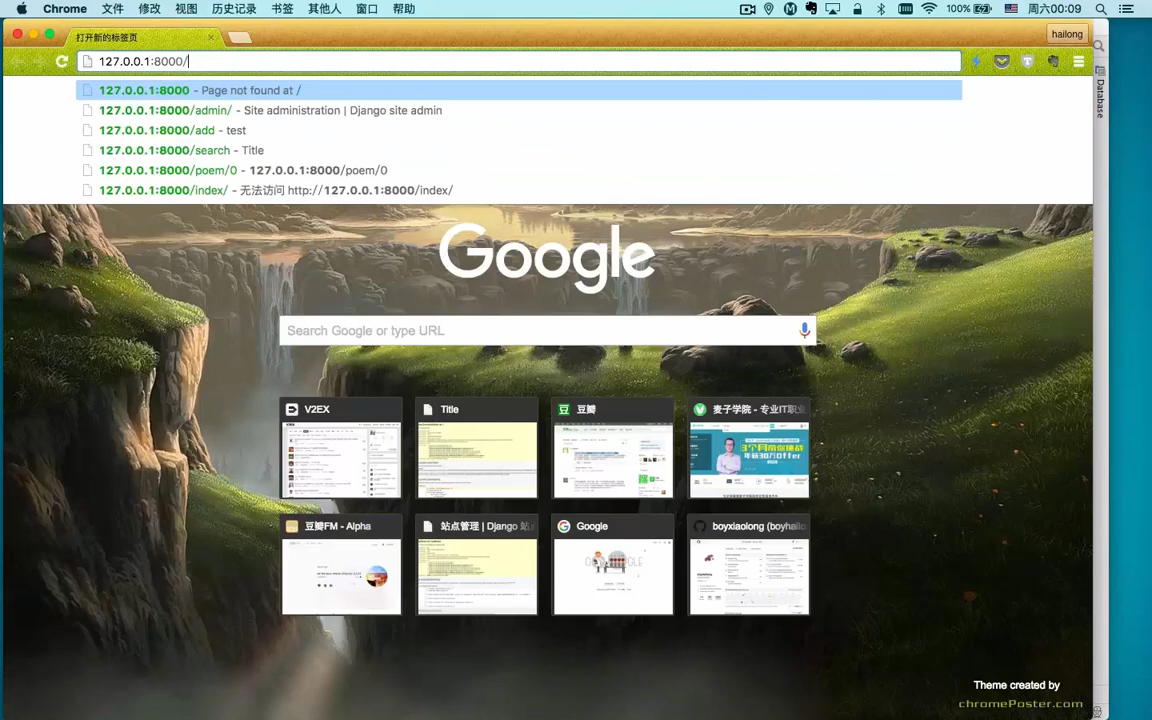 Chrome 文件 修改 视图 历史记录 书签 其他人 窗口 帮助 100% 周六00:09
打开新的标签页 hailong
127.0.0.1:8000/
127.0.0.1:8000 - Page not found at /
127.0.0.1:8000/admin/ - Site administration | Django site admin
127.0.0.1:8000/add - test
127.0.0.1:8000/search - Title
127.0.0.1:8000/poem/0 - 127.0.0.1:8000/poem/0
127.0.0.1:8000/index/ - 无法访问 http://127.0.0.1:8000/index/
Database
Google
Search Google or type URL
V2EX Title 豆瓣 麦子学院 - 专业IT职业
3个月带你挑战
豆瓣FM - Alpha 站点管理 | Django 站 Google boyxiaolong (boyhailo
Theme created by
chromePoster.com